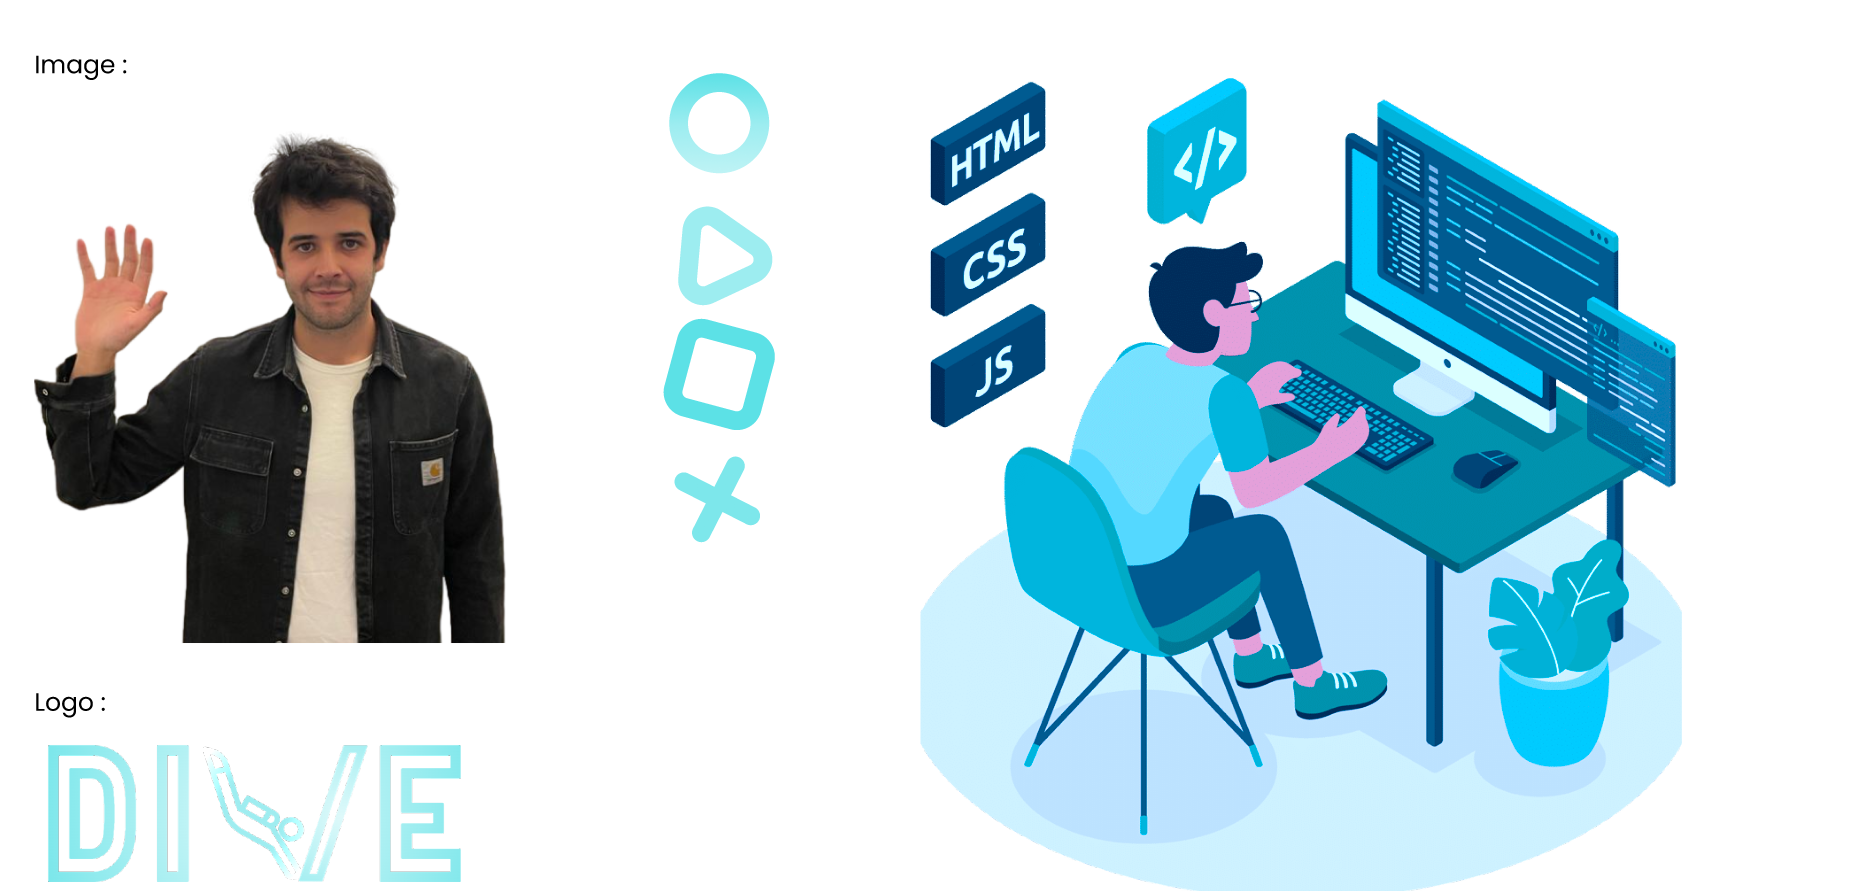 Image :
HTML
</>
CSS
JS
</>
Logo :
DIVE